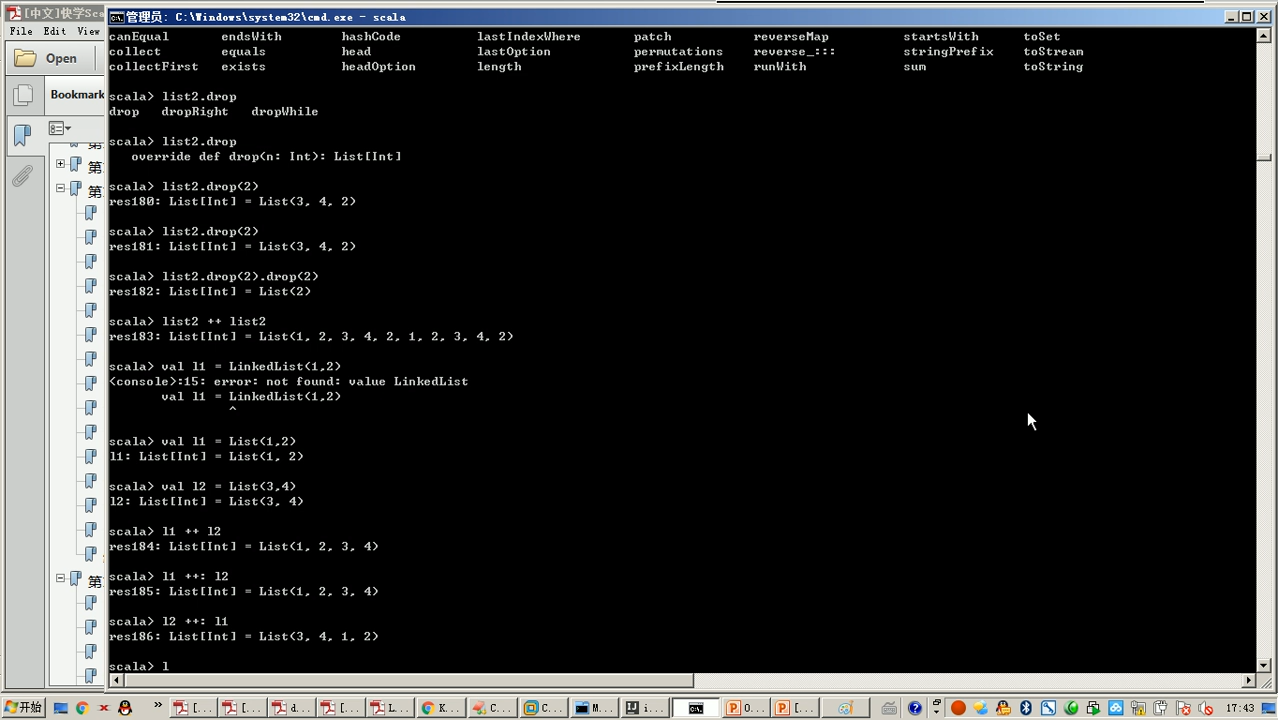 [中文]快学Sc
管理员: C:\Windows\system32\cmd.exe - scala
File Edit View
Open
Bookmark
第
第
第
canEqual endsWith hashCode lastIndexWhere patch reverseMap startsWith toSet
collect equals head lastOption permutations reverse_::: stringPrefix toStream
collectFirst exists headOption length prefixLength runWith sum toString
scala> list2.drop
drop dropRight dropWhile
scala> list2.drop
override def drop(n: Int): List[Int]
scala> list2.drop(2)
res180: List[Int] = List(3, 4, 2)
scala> list2.drop(2)
res181: List[Int] = List(3, 4, 2)
scala> list2.drop(2).drop(2)
res182: List[Int] = List(2)
scala> list2 ++ list2
res183: List[Int] = List(1, 2, 3, 4, 2, 1, 2, 3, 4, 2)
scala> val l1 = LinkedList(1,2)
<console>:15: error: not found: value LinkedList
val l1 = LinkedList(1,2)
^
scala> val l1 = List(1,2)
l1: List[Int] = List(1, 2)
scala> val l2 = List(3,4)
l2: List[Int] = List(3, 4)
scala> l1 ++ l2
res184: List[Int] = List(1, 2, 3, 4)
scala> l1 ++: l2
res185: List[Int] = List(1, 2, 3, 4)
scala> l2 ++: l1
res186: List[Int] = List(3, 4, 1, 2)
scala> l
开始 » [... [... d... [... L... K... C... C... M... i... O... [... 17:43